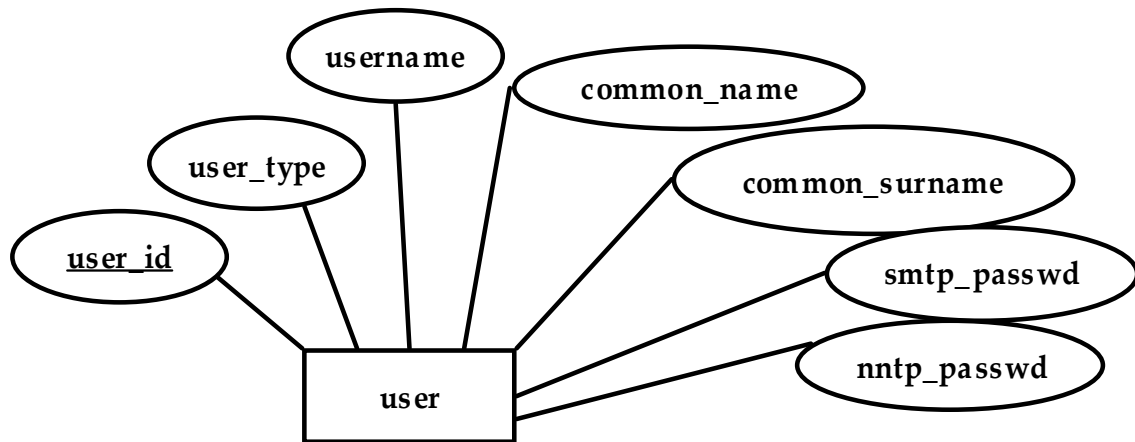 username
common_name
user_type
common_surname
user_id
smtp_passwd
nntp_passwd
user